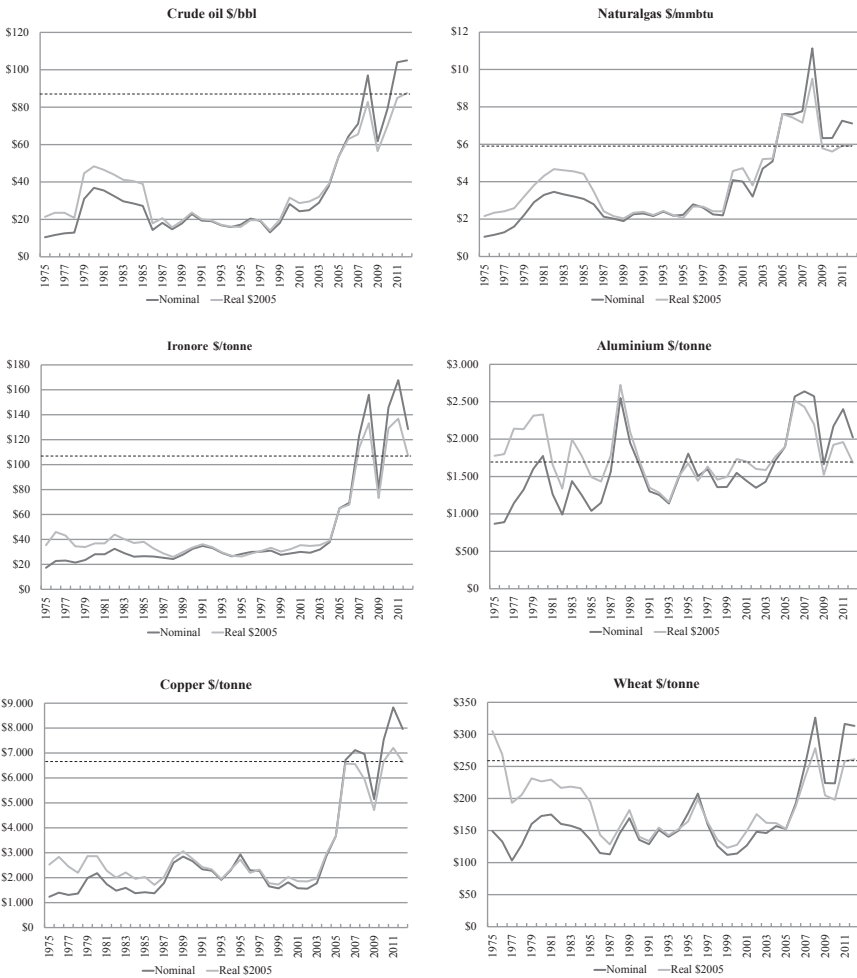 Crude oil $/bbl
$120
$100
$80
$60
$40
$20
$0
1975 1977 1979 1981 1983 1985 1987 1989 1991 1993 1995 1997 1999 2001 2003 2005 2007 2009 2011
Nominal Real $2005
Naturalgas $/mmbtu
$12
$12
$8
$6
$4
$2
$0
1975 1977 1979 1981 1983 1985 1987 1989 1991 1993 1995 1997 1999 2001 2003 2005 2007 2009 2011
Nominal Real $2005
Ironore $/tonne
$180
$160
$140
$120
$100
$80
$60
$40
$20
$0
1975 1977 1979 1981 1983 1985 1987 1989 1991 1993 1995 1997 1999 2001 2003 2005 2007 2009 2011
Nominal Real $2005
Aluminium $/tonne
$3.000
$2.500
$2.000
$1.500
$1.000
$500
$0
1975 1977 1979 1981 1983 1985 1987 1989 1991 1993 1995 1997 1999 2001 2003 2005 2007 2009 2011
Nominal Real $2005
Copper $/tonne
$9.000
$8.000
$7.000
$6.000
$5.000
$4.000
$3.000
$2.000
$1.000
$0
1975 1977 1979 1981 1983 1985 1987 1989 1991 1993 1995 1997 1999 2001 2003 2005 2007 2009 2011
Nominal Real $2005
Wheat $/tonne
$350
$300
$250
$200
$150
$100
$50
$0
1975 1977 1979 1981 1983 1985 1987 1989 1991 1993 1995 1997 1999 2001 2003 2005 2007 2009 2011
Nominal Real $2005